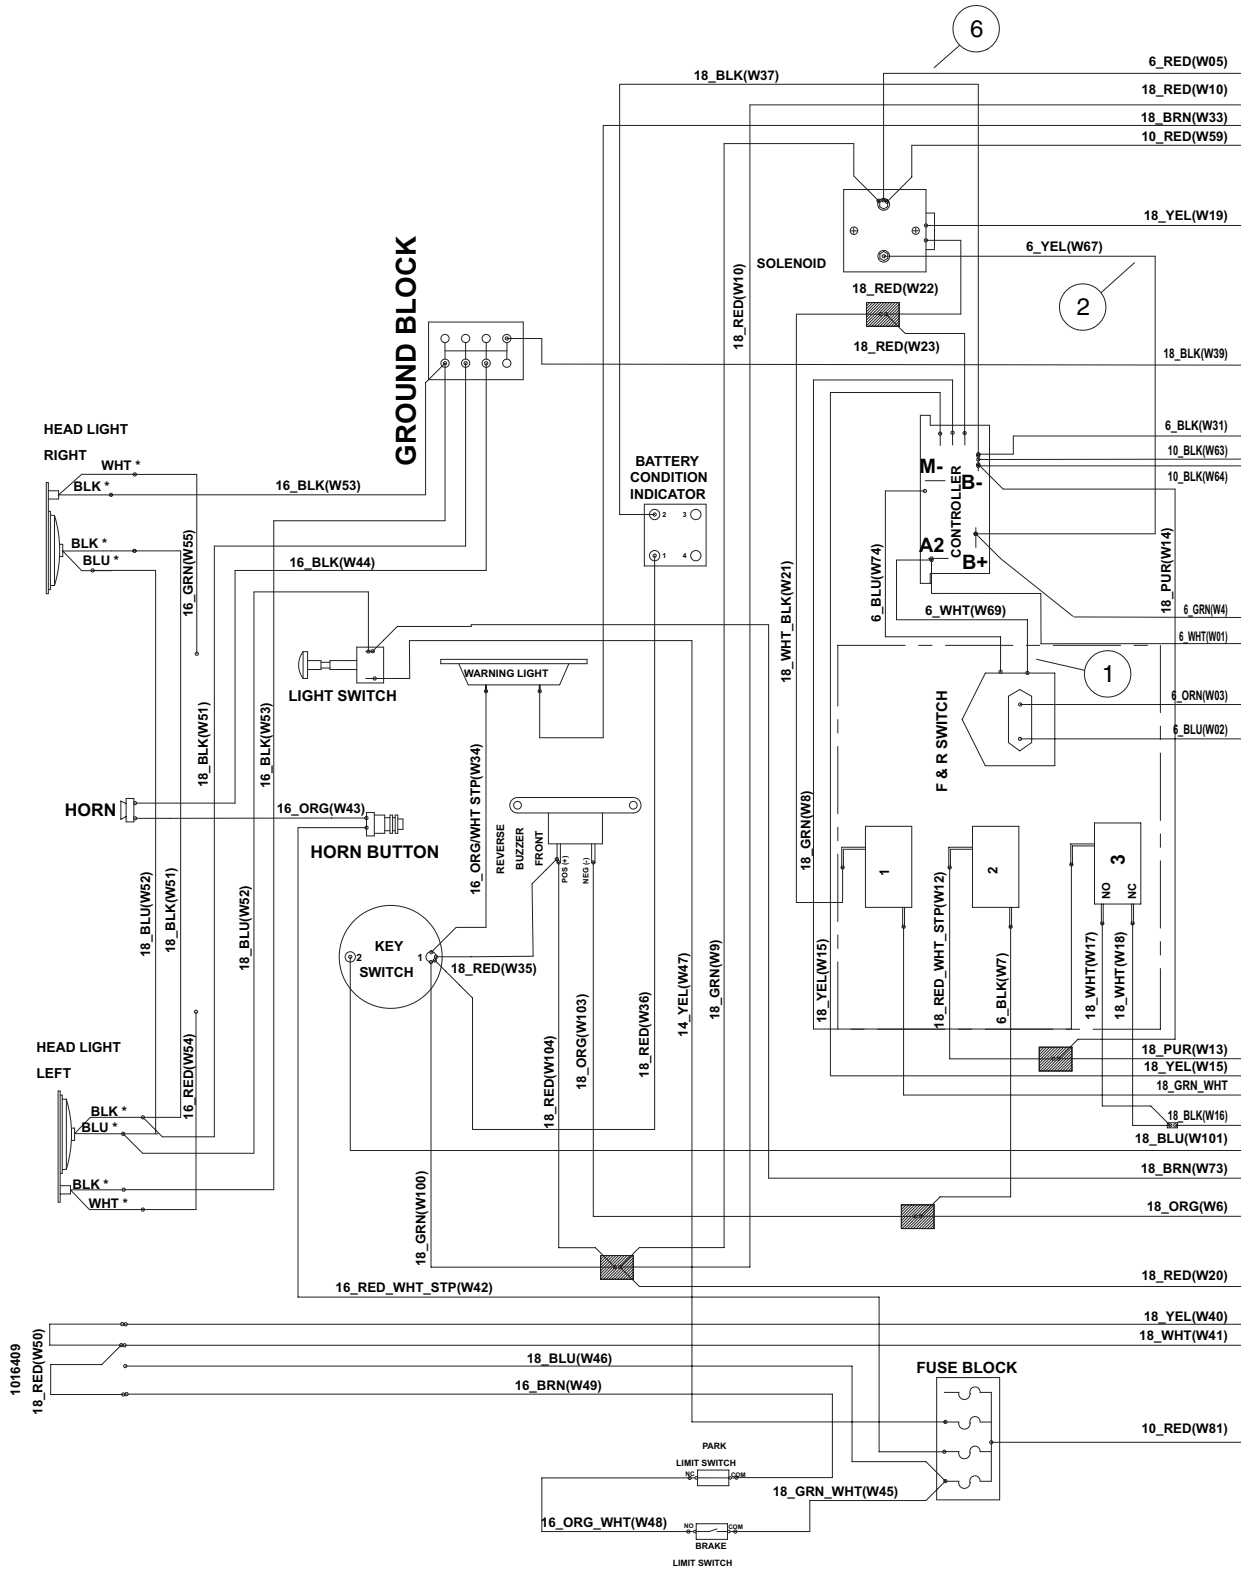 6
6_RED(W05)
18_BLK(W37)
18_RED(W10)
18_BRN(W33)
10_RED(W59)
18_YEL(W19)
6_YEL(W67)
SOLENOID
18_RED(W22)
2
GROUND BLOCK
18_RED(W10)
18_RED(W23)
18_BLK(W39)
HEAD LIGHT
RIGHT
WHT *
BLK *
16_BLK(W53)
BLK *
BLU *
16_GRN(W55)
16_BLK(W44)
BATTERY
CONDITION
INDICATOR
2
3
1
4
6_BLK(W31)
10_BLK(W63)
10_BLK(W64)
M-
B-
CONTROLLER
A2
B+
18_PUR(W14)
6_BLU(W74)
6_WHT(W69)
6_GRN(W4)
6_WHT(W01)
18_WHT_BLK(W21)
1
LIGHT SWITCH
WARNING LIGHT
6_ORN(W03)
6_BLU(W02)
F & R SWITCH
18_BLK(W51)
16_BLK(W53)
HORN
16_ORG(W43)
HORN BUTTON
16_ORG/WHT STP(W34)
REVERSE
BUZZER
FRONT
POS (+)
NEG (-)
18_GRN(W8)
1
2
3
NO
NC
18_BLU(W52)
18_BLK(W51)
18_BLU(W52)
KEY
SWITCH
2
1
18_RED(W35)
18_ORG(W103)
18_RED(W36)
14_YEL(W47)
18_GRN(W9)
18_YEL(W15)
18_RED_WHT_STP(W12)
6_BLK(W7)
18_WHT(W17)
18_WHT(W18)
HEAD LIGHT
LEFT
16_RED(W54)
BLK *
BLU *
BLK *
WHT *
18_RED(W104)
18_PUR(W13)
18_YEL(W15)
18_GRN_WHT
18_BLK(W16)
18_BLU(W101)
18_BRN(W73)
18_ORG(W6)
18_GRN(W100)
16_RED_WHT_STP(W42)
18_RED(W20)
18_YEL(W40)
18_WHT(W41)
1016409
18_RED(W50)
18_BLU(W46)
16_BRN(W49)
FUSE BLOCK
10_RED(W81)
PARK
LIMIT SWITCH
NC
COM
18_GRN_WHT(W45)
16_ORG_WHT(W48)
NO
COM
BRAKE
LIMIT SWITCH